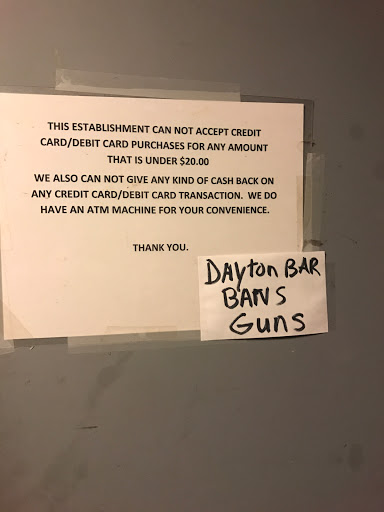 THIS ESTABLISHMENT CAN NOT ACCEPT CREDIT
CARD/DEBIT CARD PURCHASES FOR ANY AMOUNT
THAT IS UNDER $20.00
WE ALSO CAN NOT GIVE ANY KIND OF CASH BACK ON
ANY CREDIT CARD/DEBIT CARD TRANSACTION. WE DO
HAVE AN ATM MACHINE FOR YOUR CONVENIENCE.
THANK YOU.
DAyton BAR
BANS
Guns